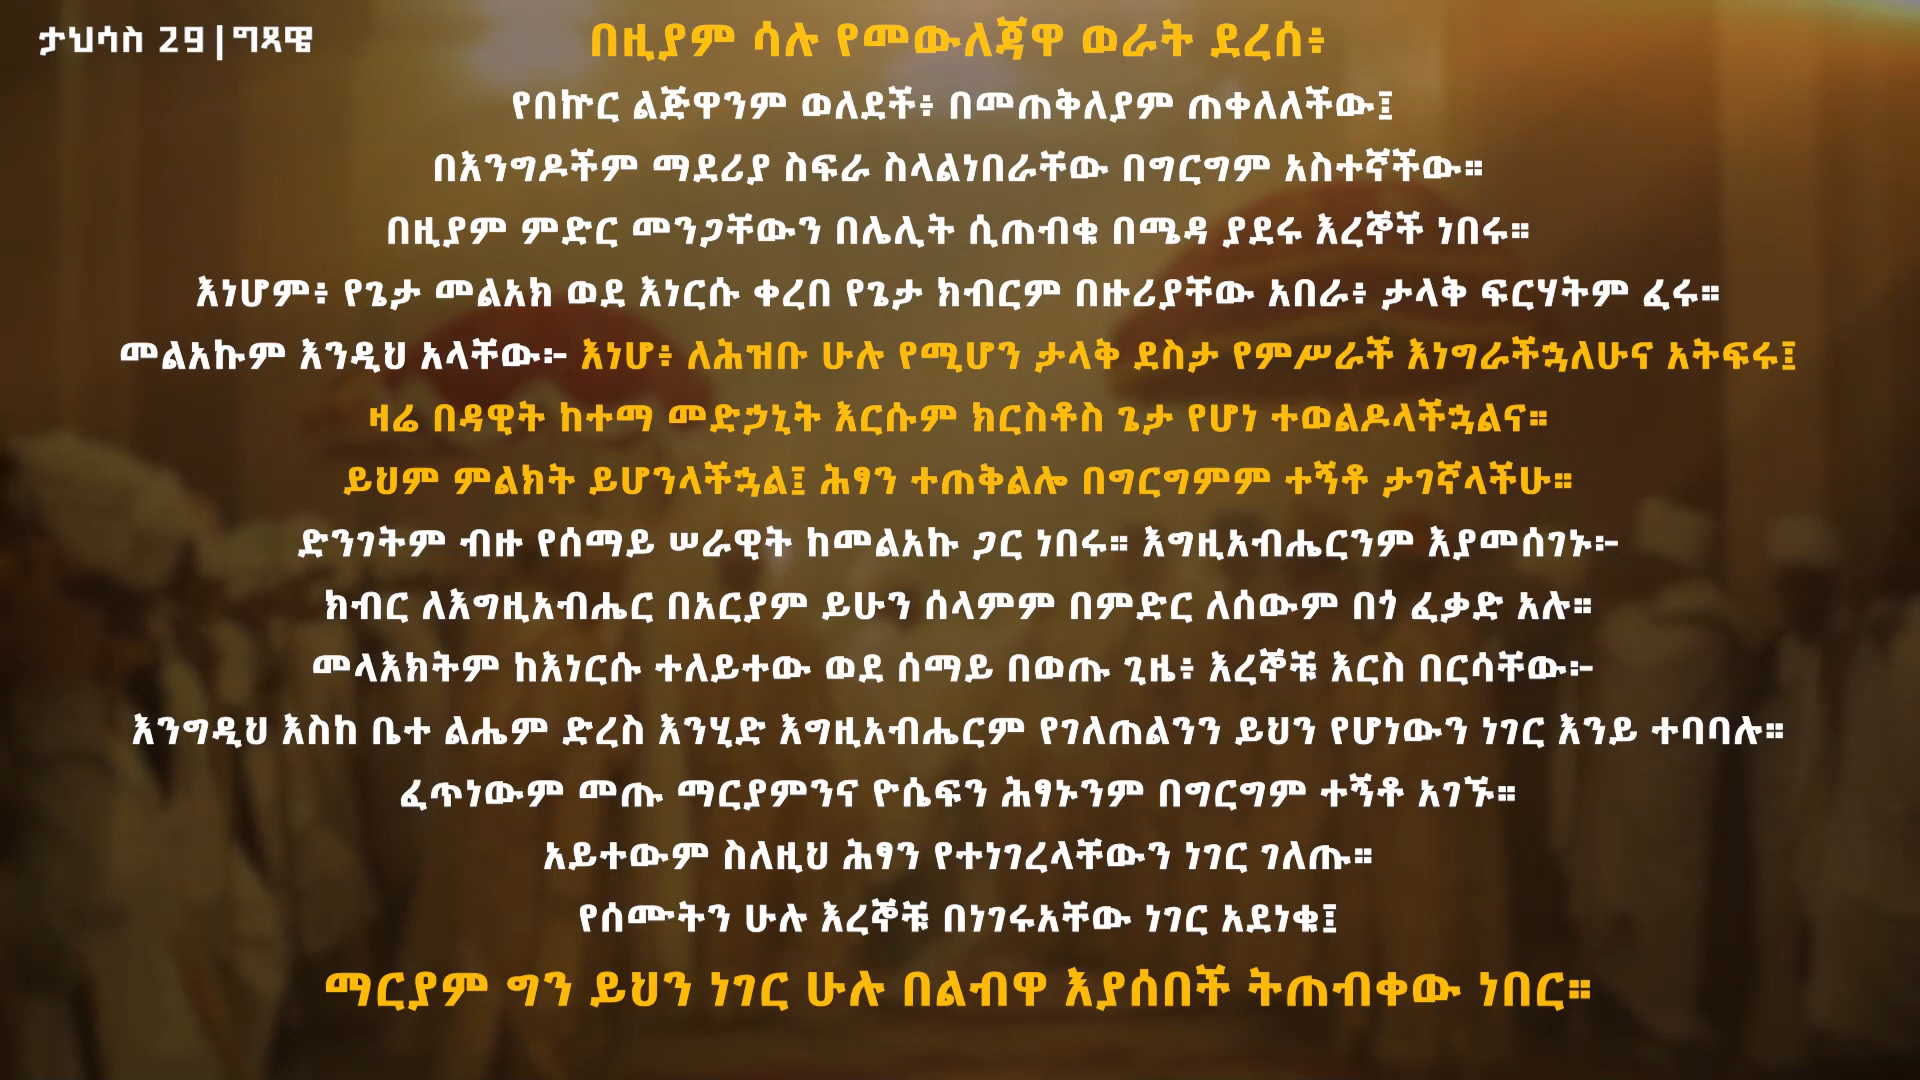 ታህሳስ 29|ግጻዌ
በዚያም ሳሉ የመውለጃዋ ወራት ደረሰ፥
የበኵር ልጅዋንም ወለደች፥ በመጠቅለያም ጠቀለለችው፤
በእንግዶችም ማደሪያ ስፍራ ስላልነበራቸው በግርግም አስተኛችው።
በዚያም ምድር መንጋቸውን በሌሊት ሲጠብቁ በሜዳ ያደሩ እረኞች ነበሩ።
እነሆም፥ የጌታ መልአክ ወደ እነርሱ ቀረበ የጌታ ክብርም በዙሪያቸው አበራ፥ ታላቅ ፍርሃትም ፈሩ።
መልአኩም እንዲህ አላቸው፦ እነሆ፥ ለሕዝቡ ሁሉ የሚሆን ታላቅ ደስታ የምሥራች እነግራችኋለሁና አትፍሩ፤
ዛሬ በዳዊት ከተማ መድኃኒት እርሱም ክርስቶስ ጌታ የሆነ ተወልዶላችኋልና።
ይህም ምልክት ይሆንላችኋል፤ ሕፃን ተጠቅልሎ በግርግምም ተኝቶ ታገኛላችሁ።
ድንገትም ብዙ የሰማይ ሠራዊት ከመልአኩ ጋር ነበሩ። እግዚአብሔርንም እያመሰገኑ፦
ክብር ለእግዚአብሔር በአርያም ይሁን ሰላምም በምድር ለሰውም በጎ ፈቃድ አሉ።
መላእክትም ከእነርሱ ተለይተው ወደ ሰማይ በወጡ ጊዜ፥ እረኞቹ እርስ በርሳቸው፦
እንግዲህ እስከ ቤተ ልሔም ድረስ እንሂድ እግዚአብሔርም የገለጠልንን ይህን የሆነውን ነገር እንይ ተባባሉ።
ፈጥነውም መጡ ማርያምንና ዮሴፍን ሕፃኑንም በግርግም ተኝቶ አገኙ።
አይተውም ስለዚህ ሕፃን የተነገረላቸውን ነገር ገለጡ።
የሰሙትን ሁሉ እረኞቹ በነገሩአቸው ነገር አደነቁ፤
ማርያም ግን ይህን ነገር ሁሉ በልብዋ እያሰበች ትጠብቀው ነበር።